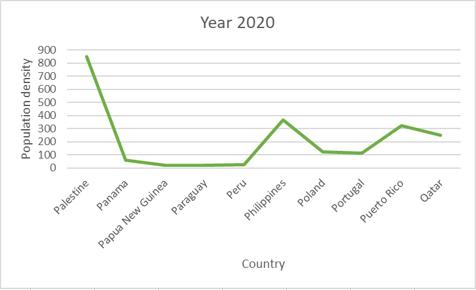 Year 2020
Population density
900
800
700
600
500
400
300
200
100
0
Palestine
Panama
Papua New Guinea
Paraguay
Peru
Philippines
Poland
Portugal
Puerto Rico
Qatar
Country